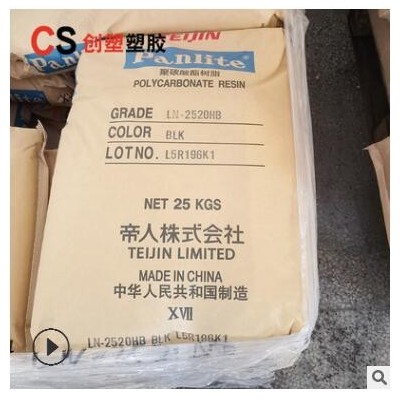 CS创塑塑胶
TEIJIN
Panlite
聚碳酸酯树脂
POLYCARBONATE RESIN
GRADE LN-2520HB
COLOR BLK
LOT NO. L5R196K1
NET 25 KGS
帝人株式会社
TEIJIN LIMITED
MADE IN CHINA
中华人民共和国制造
XVII
LN-2520HB BLK L5R196K1